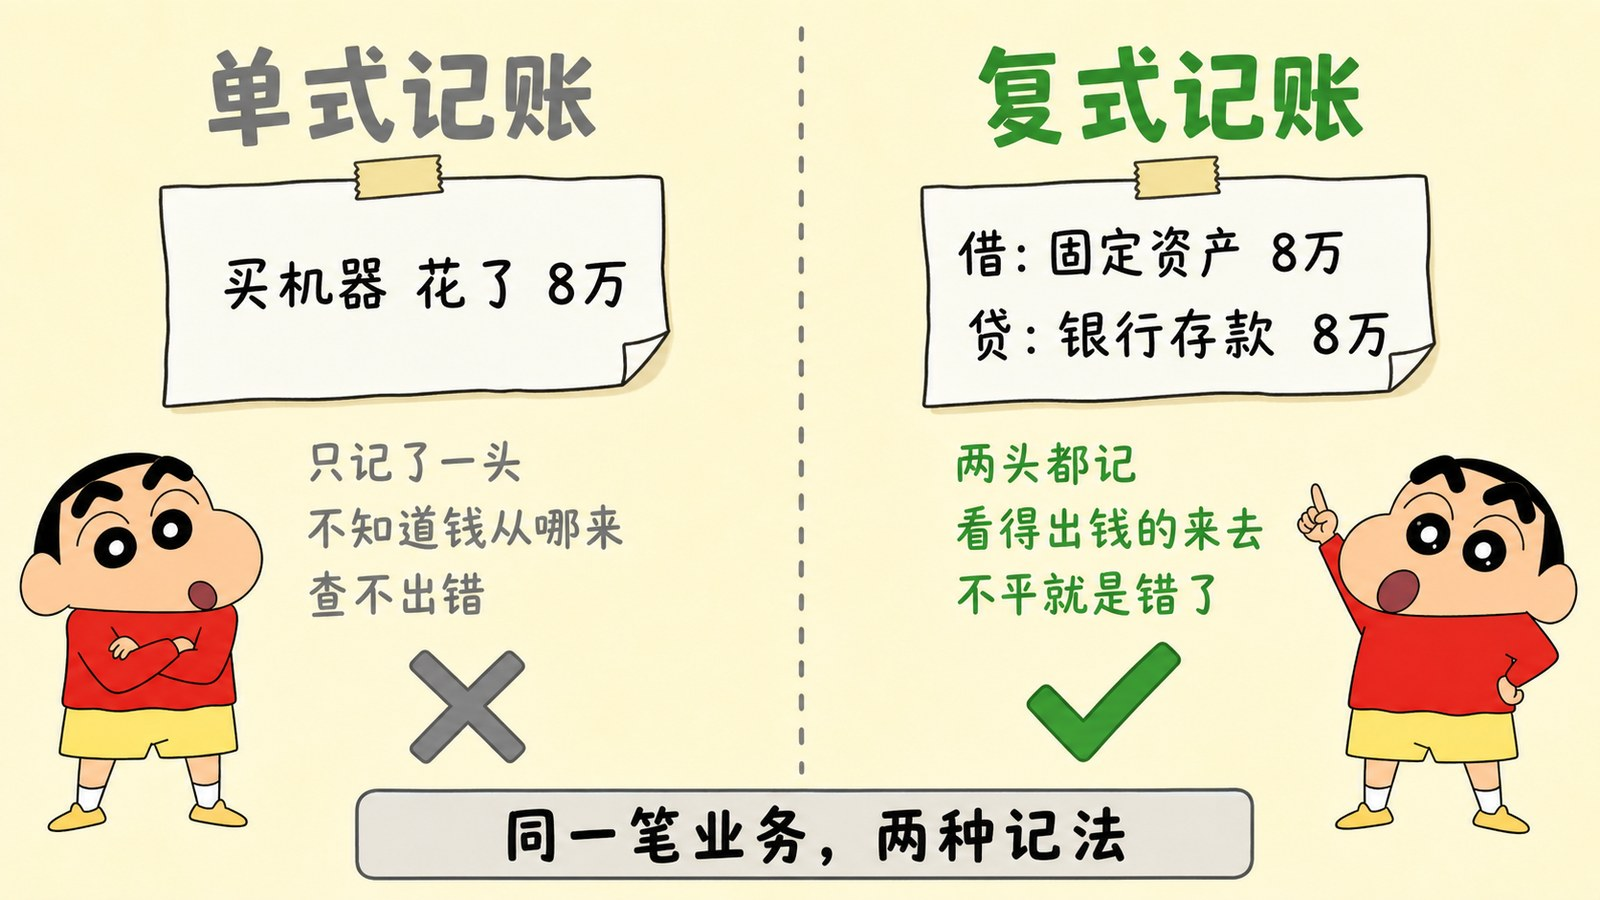 单式记账
买机器 花了 8万
只记了一头
不知道钱从哪来
查不出错
复式记账
借：固定资产 8万
贷：银行存款 8万
两头都记
看得出钱的来去
不平就是错了
同一笔业务，两种记法